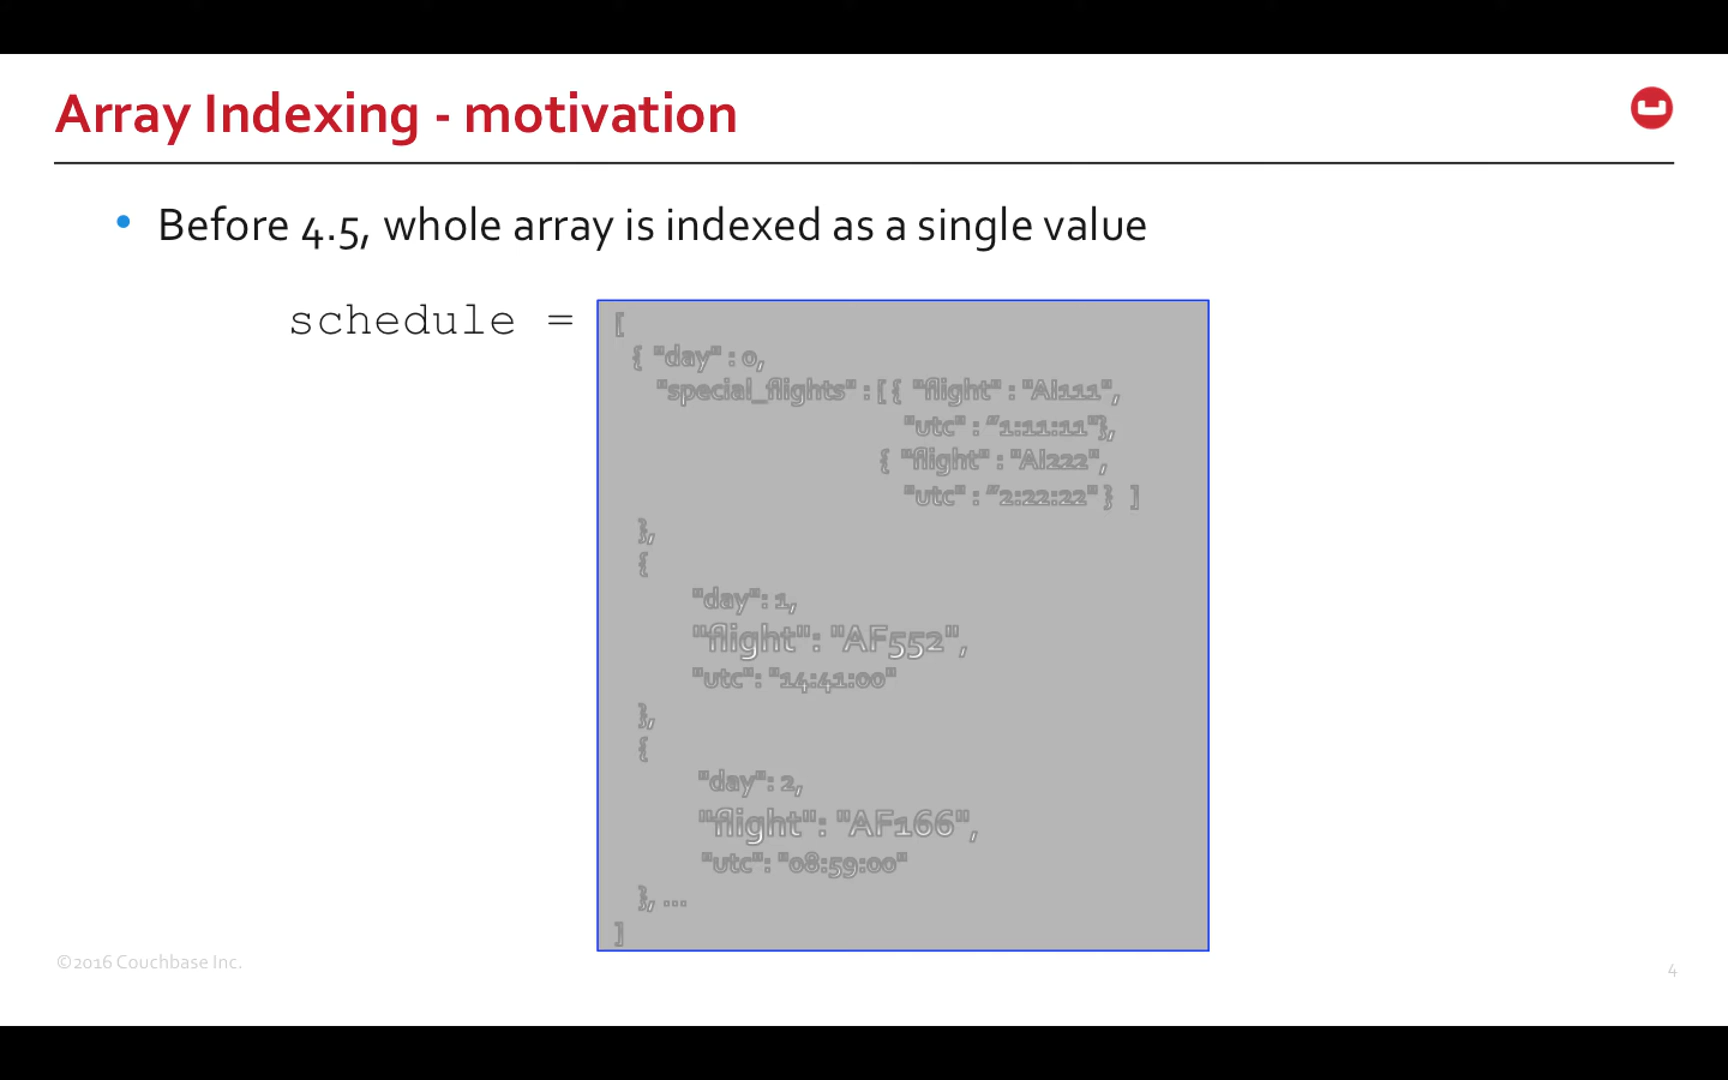 Array Indexing - motivation
• Before 4.5, whole array is indexed as a single value
schedule =
[
{ "day" : 0,
"special_flights" : [ { "flight" : "AI111",
"utc" : ”1:11:11"},
{ "flight" : "AI222",
"utc" : ”2:22:22" } ]
},
{
"day": 1,
"flight": "AF552",
"utc": "14:41:00"
},
{
"day": 2,
"flight": "AF166",
"utc": "08:59:00"
}, ...
]
©2016 Couchbase Inc.
4